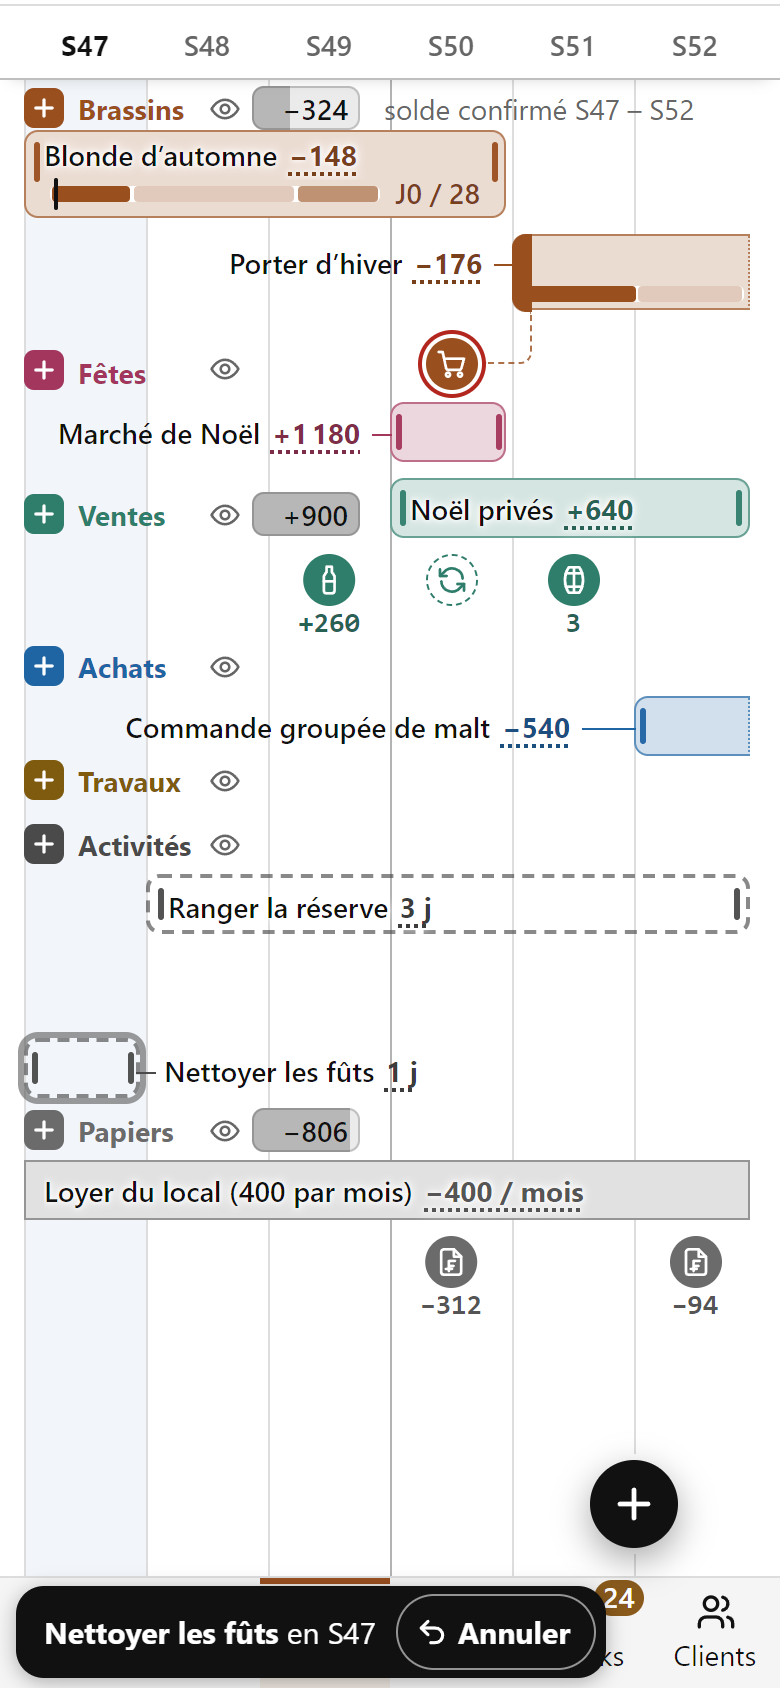 S47 S48 S49 S50 S51 S52
Brassins −324 solde confirmé S47 – S52
Blonde d’automne −148
J0 / 28
Porter d’hiver −176
Fêtes
Marché de Noël +1 180
Ventes +900
Noël privés +640
+260 3
Achats
Commande groupée de malt −540
Travaux
Activités
Ranger la réserve 3 j
Nettoyer les fûts 1 j
Papiers −806
Loyer du local (400 par mois) −400 / mois
−312 −94
24
Nettoyer les fûts en S47 Annuler
Clients